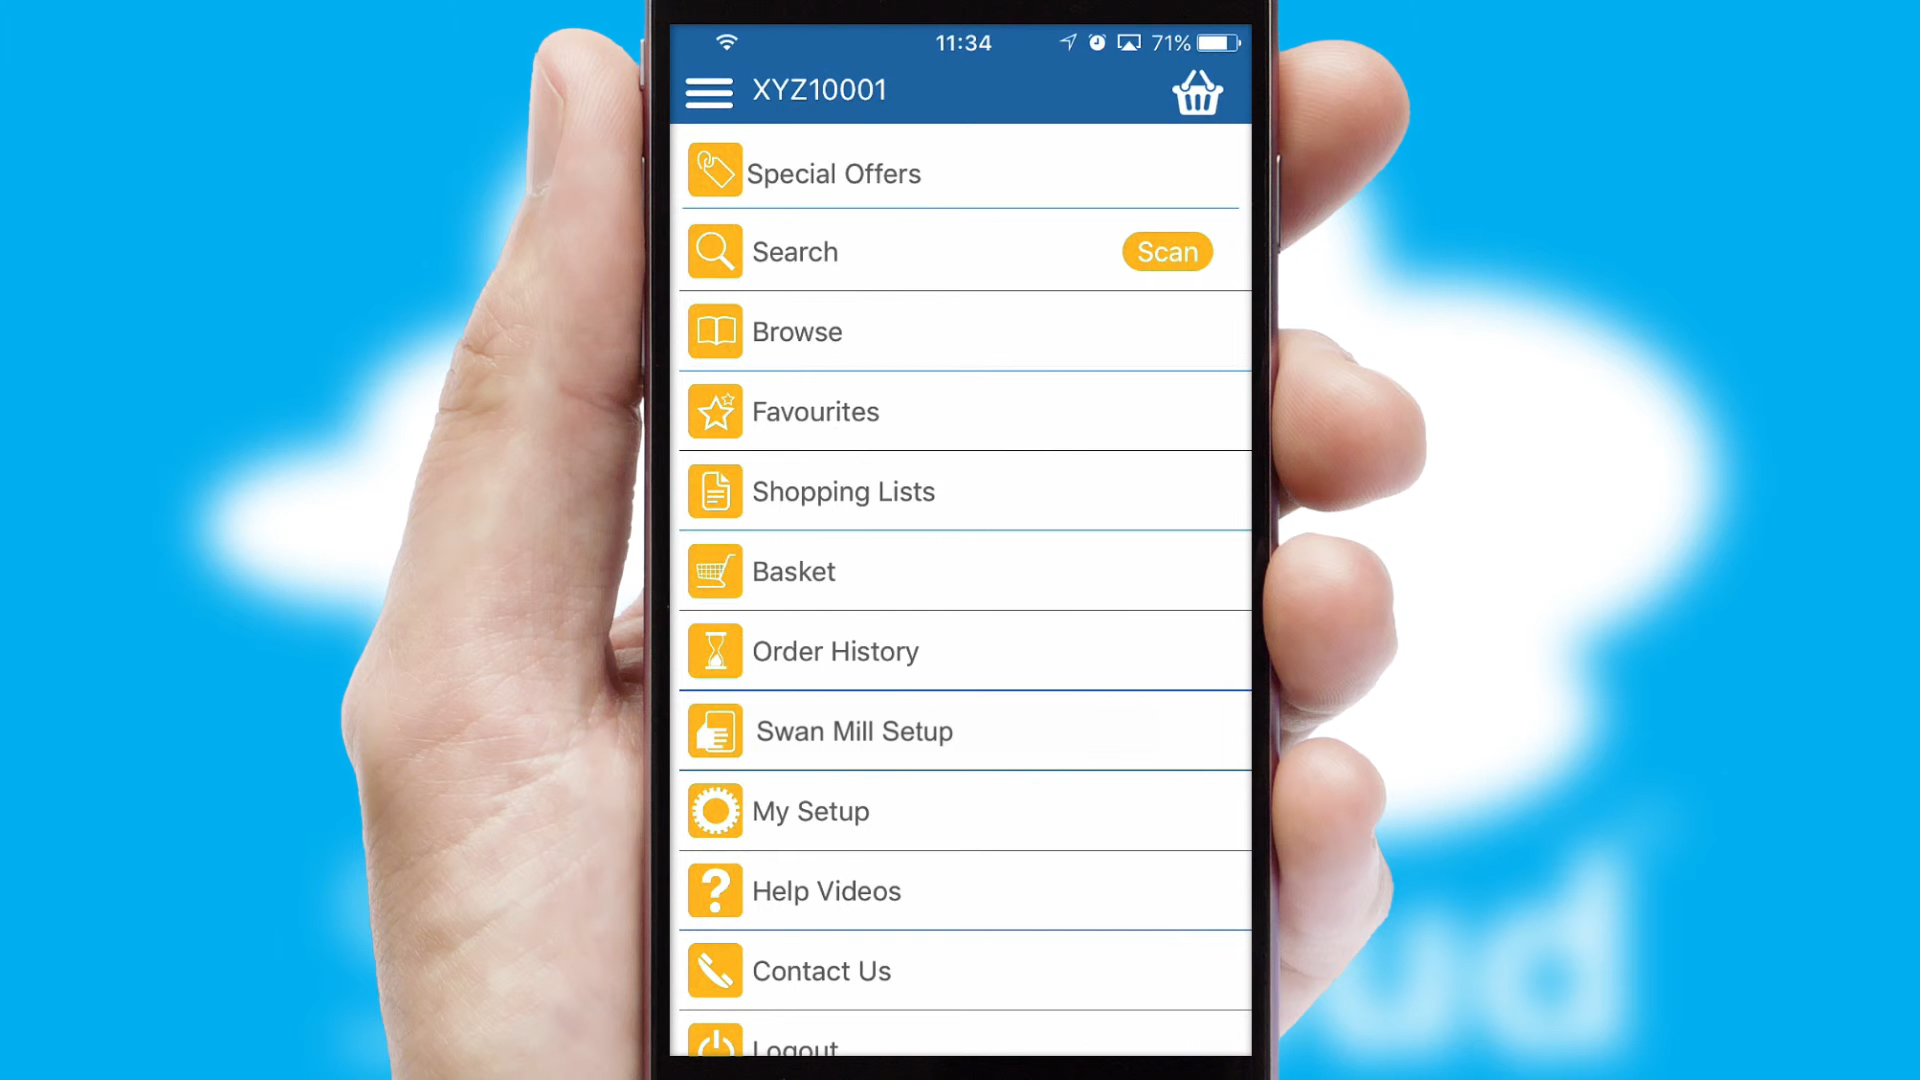 11:34
71%
XYZ10001
Special Offers
Search
Scan
Browse
Favourites
Shopping Lists
Basket
Order History
Swan Mill Setup
My Setup
Help Videos
Contact Us
Logout
ud